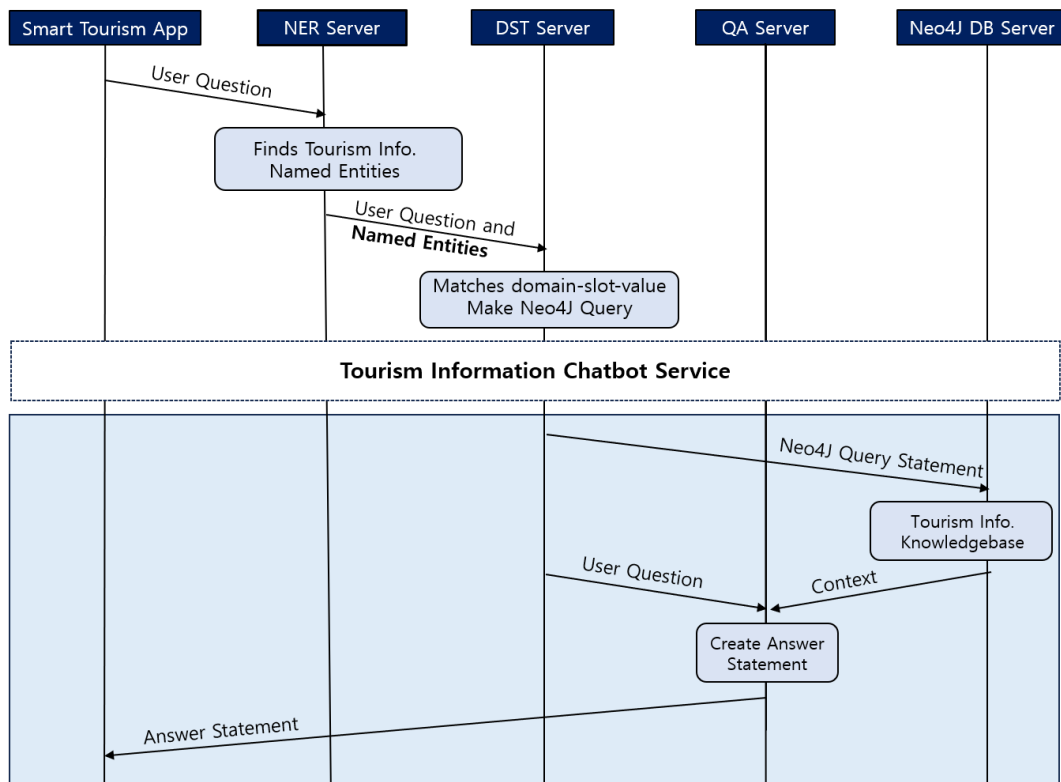 Smart Tourism App
NER Server
DST Server
QA Server
Neo4J DB Server
User Question
Finds Tourism Info.
Named Entities
User Question and
Named Entities
Matches domain-slot-value
Make Neo4J Query
Tourism Information Chatbot Service
Neo4J Query Statement
Tourism Info.
Knowledgebase
User Question
Context
Create Answer
Statement
Answer Statement